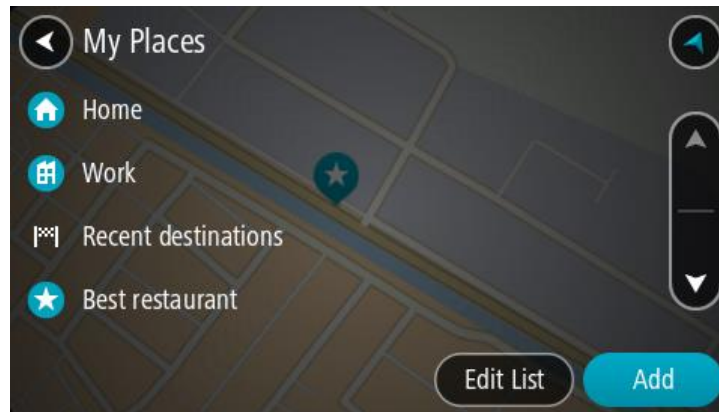 My Places
Home
Work
Recent destinations
Best restaurant
Edit List
Add